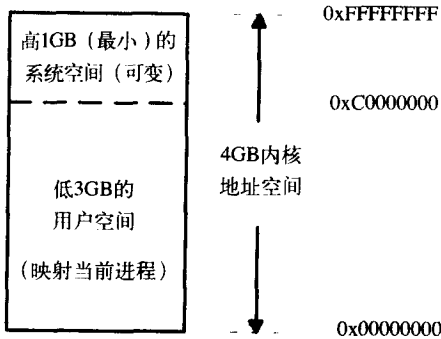 0xFFFFFFFF
高1GB（最小）的
系统空间（可变）
0xC0000000
4GB内核
地址空间
低3GB的
用户空间
（映射当前进程）
0x00000000